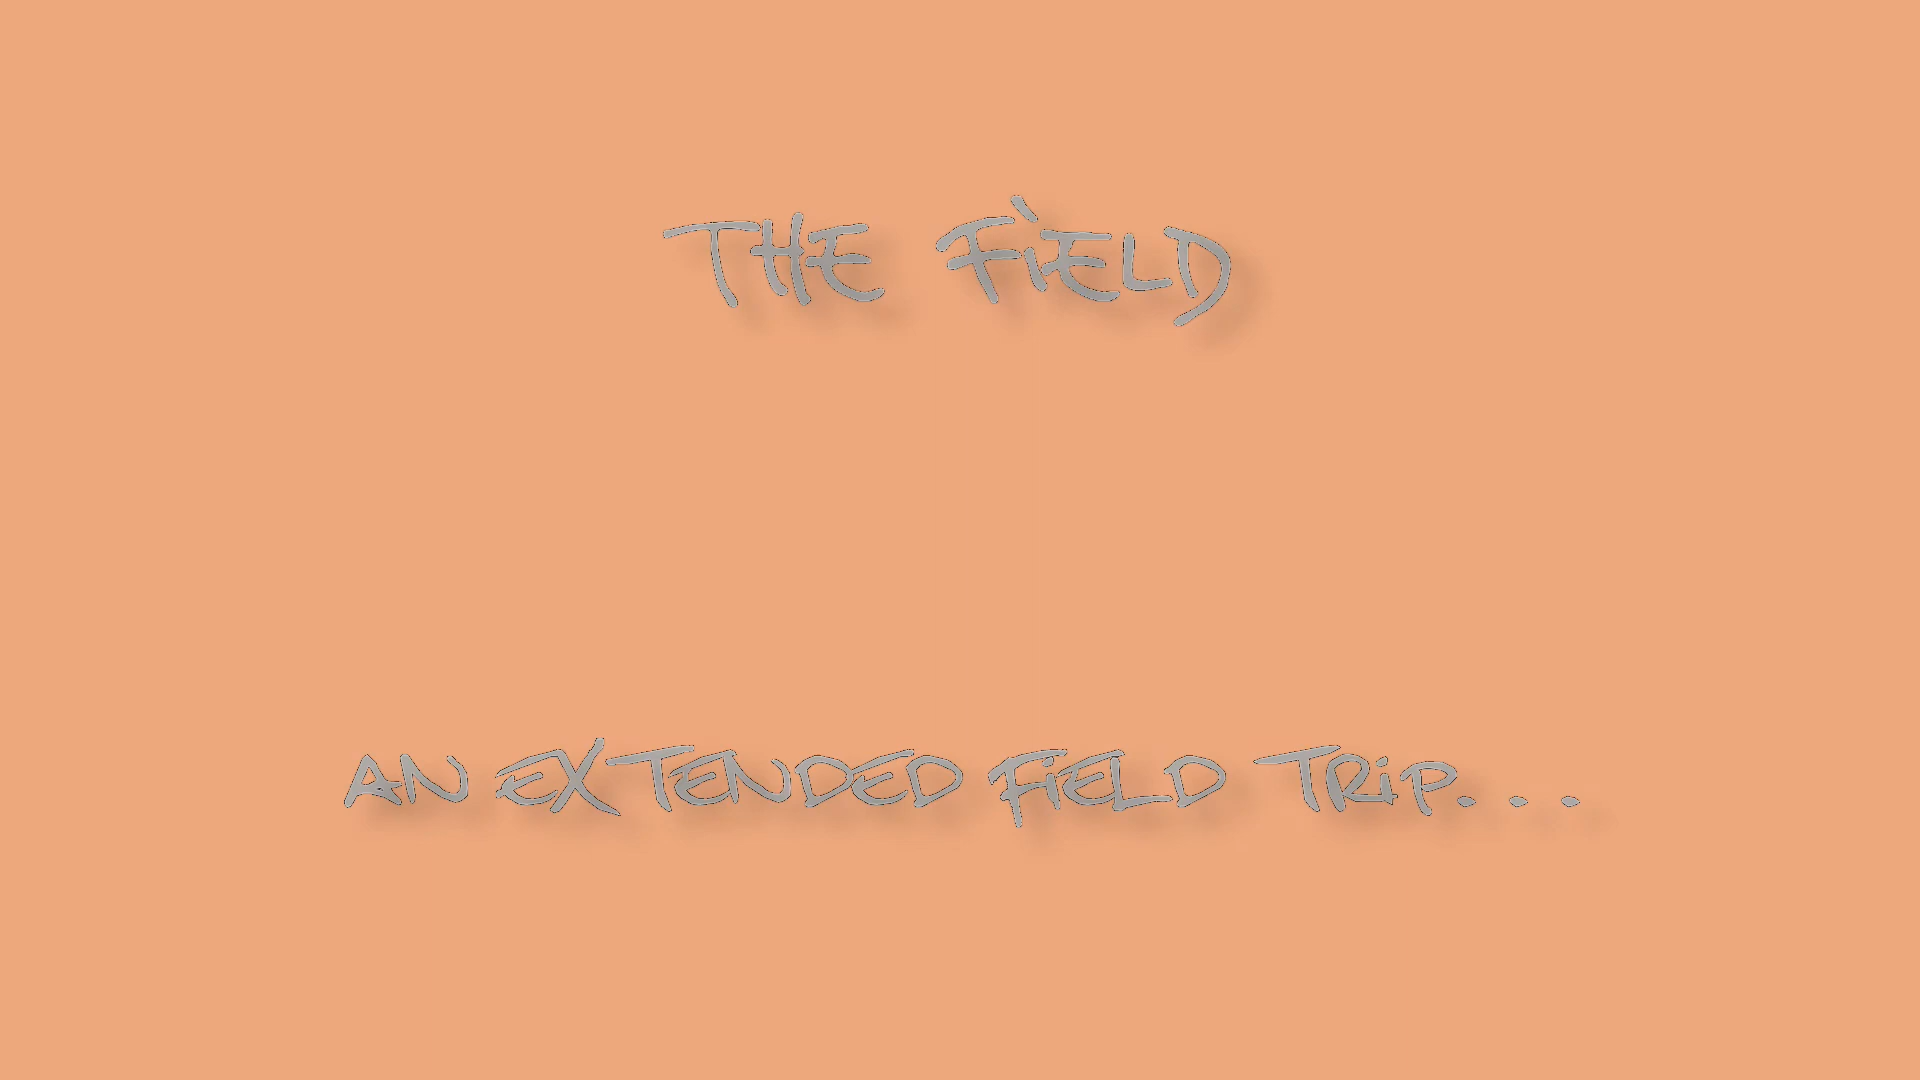 THE FiELD
AN EXTENDED FiELD TRiP. . .